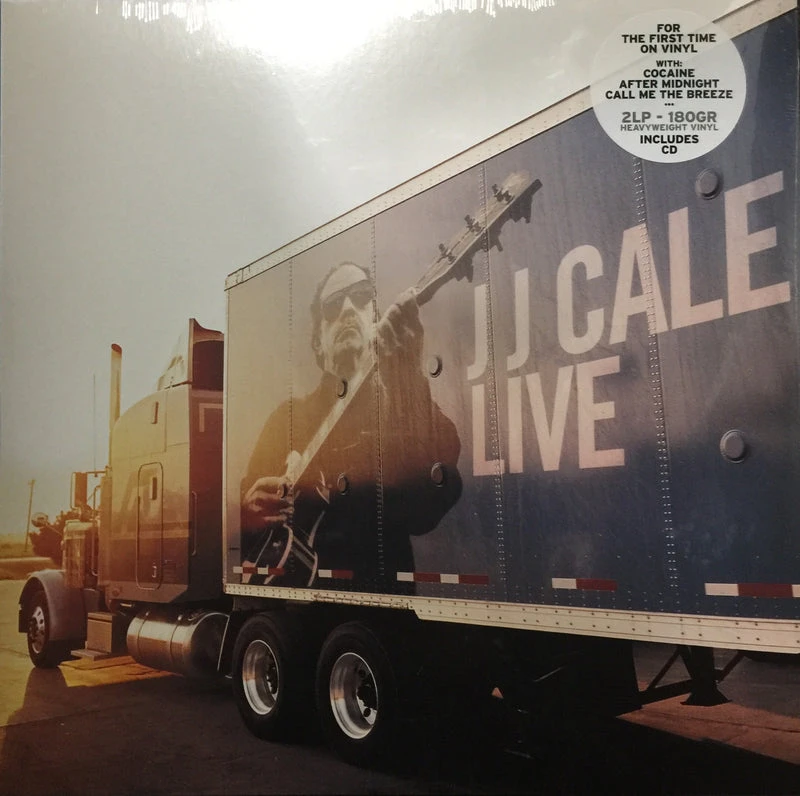 FOR
THE FIRST TIME
ON VINYL
WITH:
COCAINE
AFTER MIDNIGHT
CALL ME THE BREEZE
...
2LP - 180GR
HEAVYWEIGHT VINYL
INCLUDES
CD
JJ CALE
LIVE